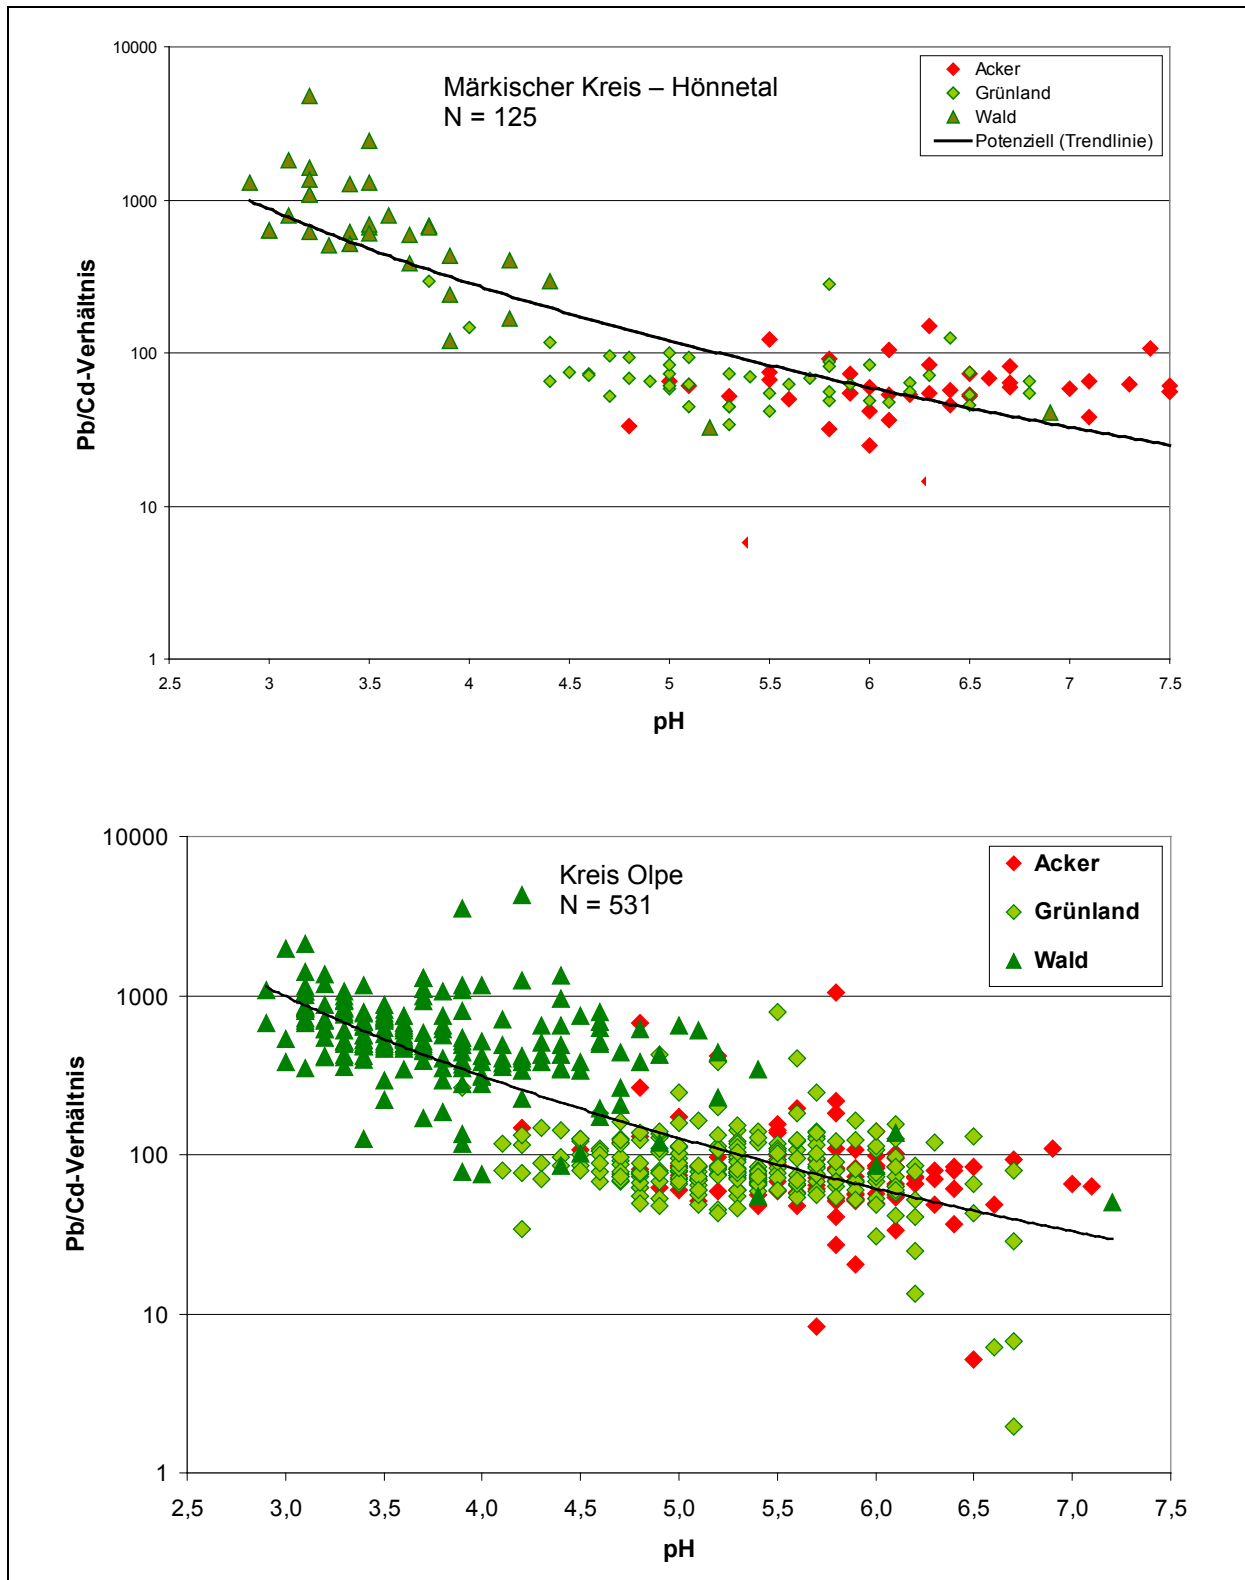 Märkischer Kreis – Hönnetal
N = 125
Acker
Grünland
Wald
Potenziell (Trendlinie)
Pb/Cd-Verhältnis
10000
1000
100
10
1
2.5 3 3.5 4 4.5 5 5.5 6 6.5 7 7.5
pH
Kreis Olpe
N = 531
Acker
Grünland
Wald
Pb/Cd-Verhältnis
10000
1000
100
10
1
2,5 3,0 3,5 4,0 4,5 5,0 5,5 6,0 6,5 7,0 7,5
pH